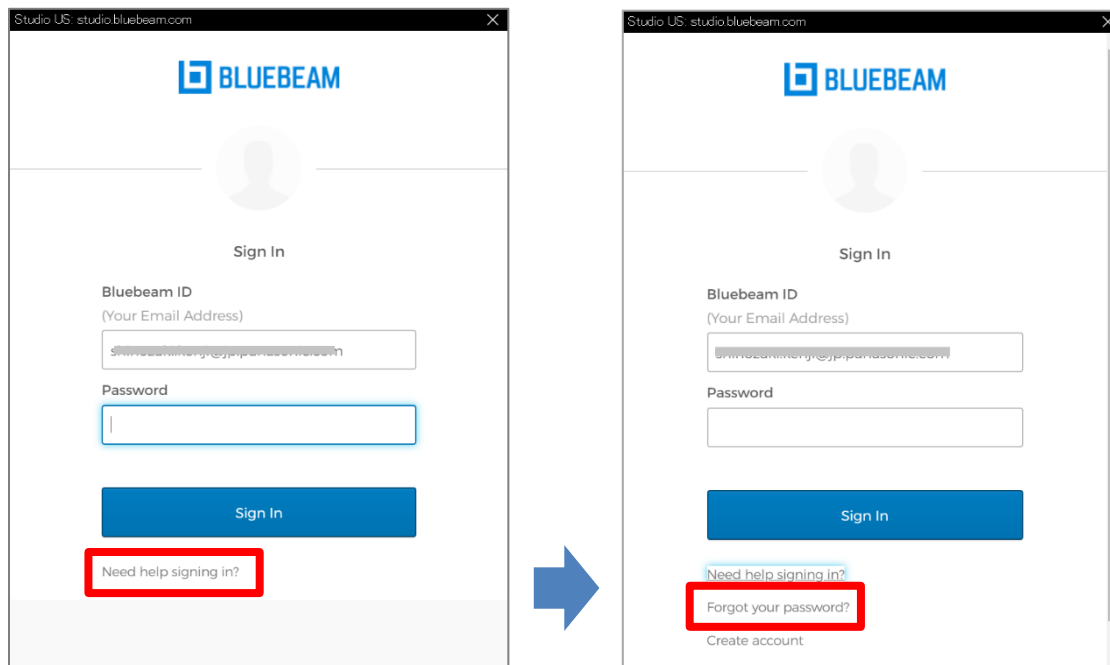 Studio US: studio.bluebeam.com
BLUEBEAM
Sign In
Bluebeam ID
(Your Email Address)
Password
Sign In
Need help signing in?
Studio US: studio.bluebeam.com
BLUEBEAM
Sign In
Bluebeam ID
(Your Email Address)
Password
Sign In
Need help signing in?
Forgot your password?
Create account